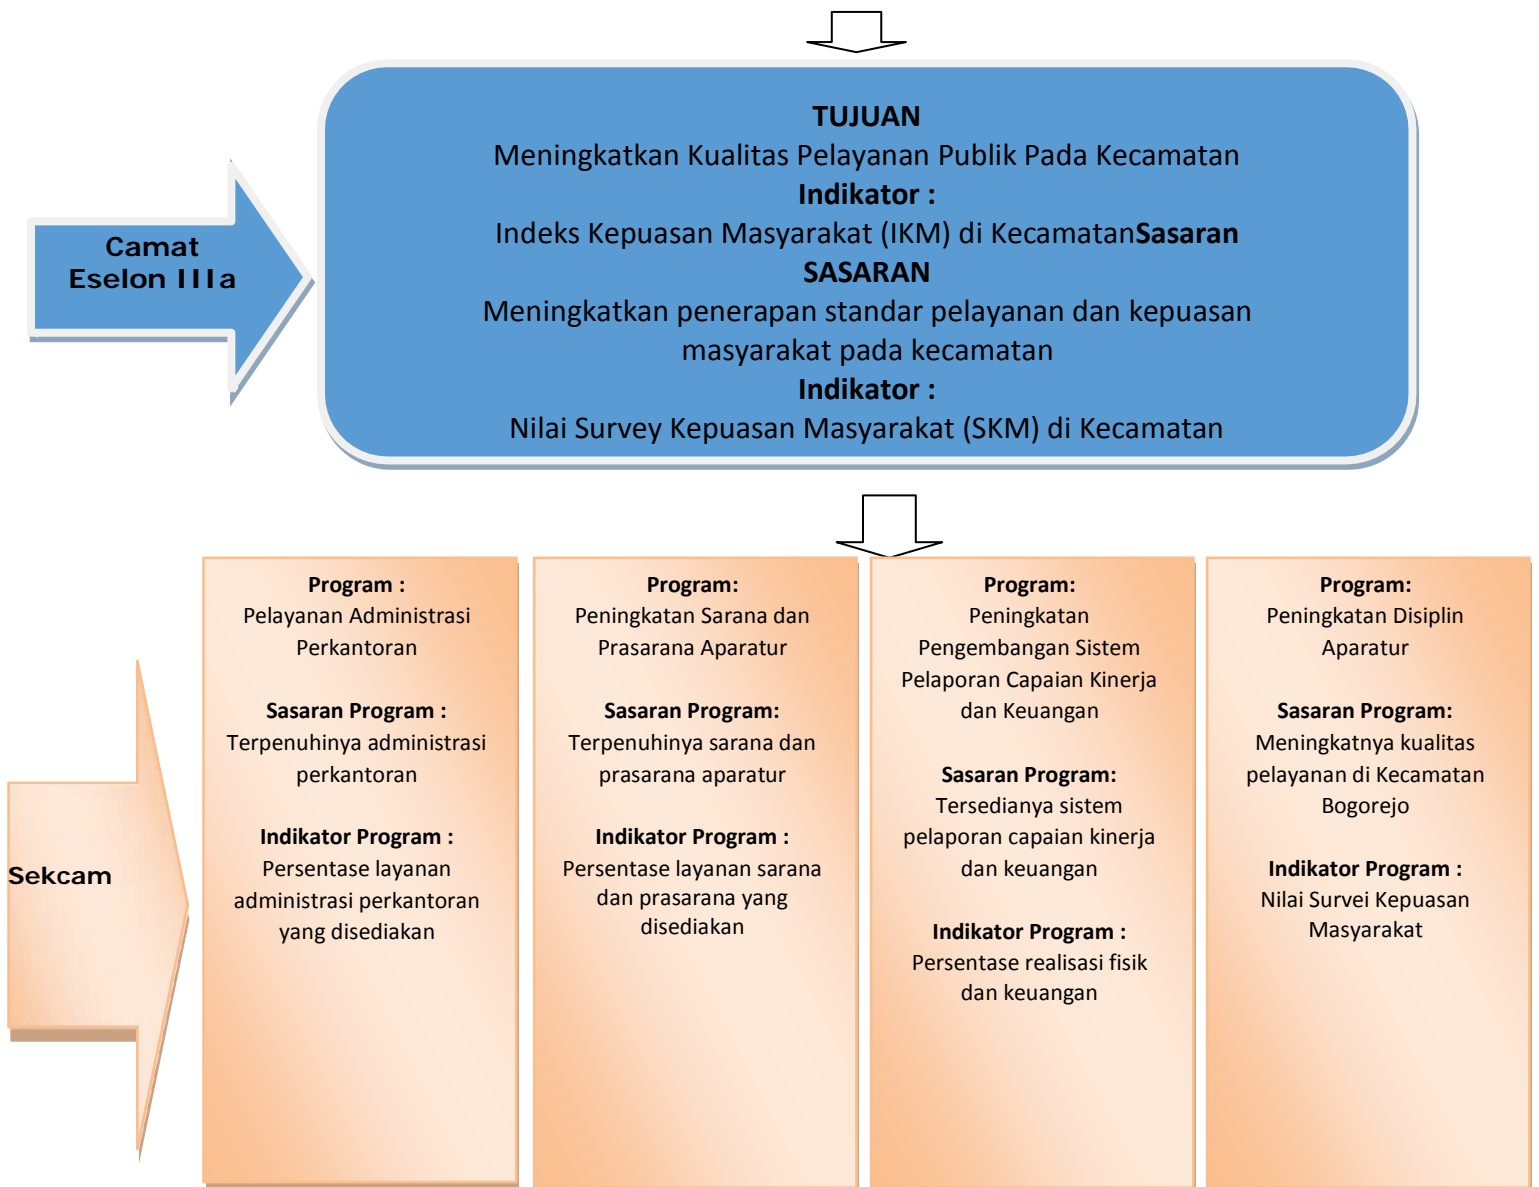 TUJUAN
Meningkatkan Kualitas Pelayanan Publik Pada Kecamatan
Indikator :
Indeks Kepuasan Masyarakat (IKM) di KecamatanSasaran
SASARAN
Meningkatkan penerapan standar pelayanan dan kepuasan
masyarakat pada kecamatan
Indikator :
Nilai Survey Kepuasan Masyarakat (SKM) di Kecamatan
Camat
Eselon IIIa
Sekcam
Program :
Pelayanan Administrasi
Perkantoran
Sasaran Program :
Terpenuhinya administrasi
perkantoran
Indikator Program :
Persentase layanan
administrasi perkantoran
yang disediakan
Program:
Peningkatan Sarana dan
Prasarana Aparatur
Sasaran Program:
Terpenuhinya sarana dan
prasarana aparatur
Indikator Program :
Persentase layanan sarana
dan prasarana yang
disediakan
Program:
Peningkatan
Pengembangan Sistem
Pelaporan Capaian Kinerja
dan Keuangan
Sasaran Program:
Tersedianya sistem
pelaporan capaian kinerja
dan keuangan
Indikator Program :
Persentase realisasi fisik
dan keuangan
Program:
Peningkatan Disiplin
Aparatur
Sasaran Program:
Meningkatnya kualitas
pelayanan di Kecamatan
Bogorejo
Indikator Program :
Nilai Survei Kepuasan
Masyarakat